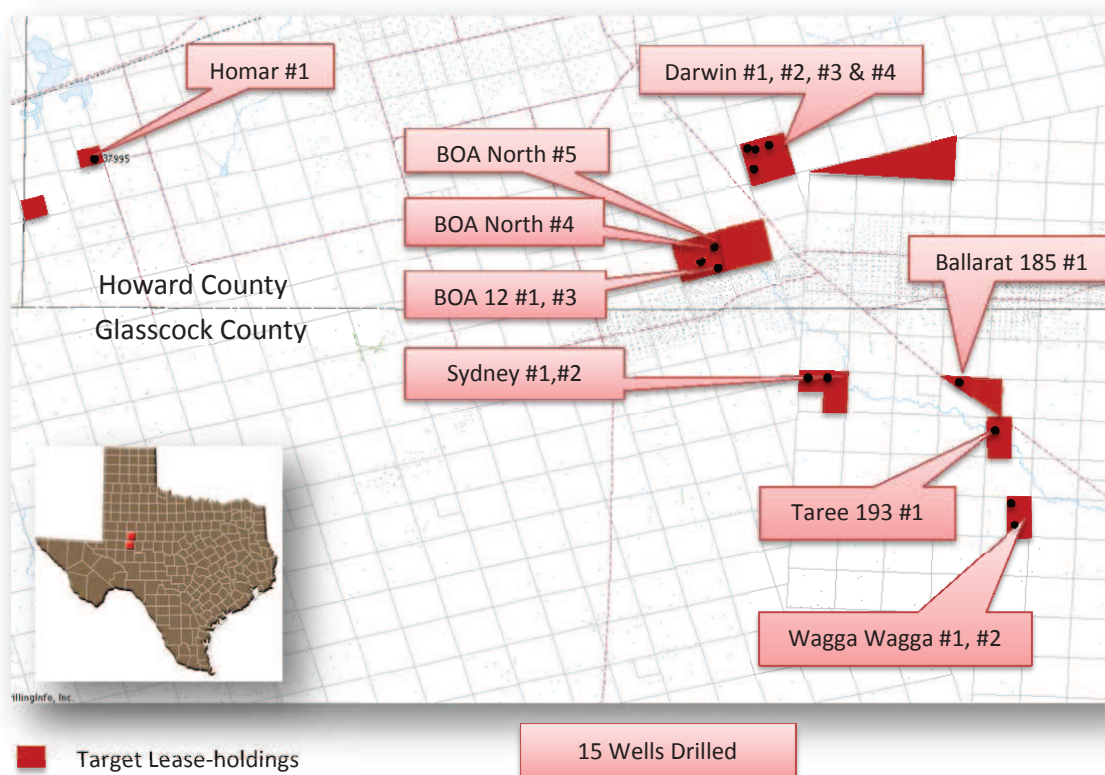 Homar #1
Darwin #1, #2, #3 & #4
37995
BOA North #5
BOA North #4
BOA 12 #1, #3
Howard County
Glasscock County
Ballarat 185 #1
Sydney #1,#2
Taree 193 #1
Wagga Wagga #1, #2
rillingInfo, Inc.
Target Lease-holdings
15 Wells Drilled